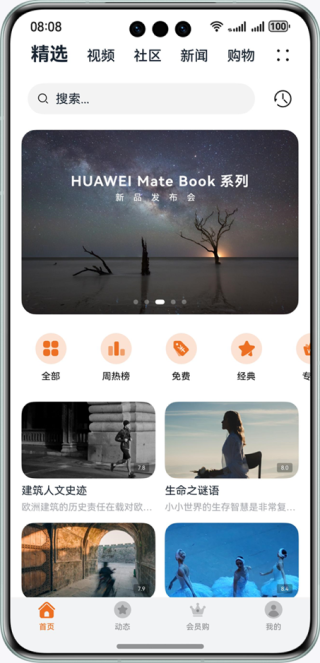 08:08
100
精选 视频 社区 新闻 购物
搜索...
HUAWEI Mate Book 系列
新品发布会
全部 周热榜 免费 经典
7.8
8.0
建筑人文史迹 生命之谜语
欧洲建筑的历史责任在载对欧... 小小世界的生存智慧是非常复...
7.9
8.4
首页 动态 会员购 我的